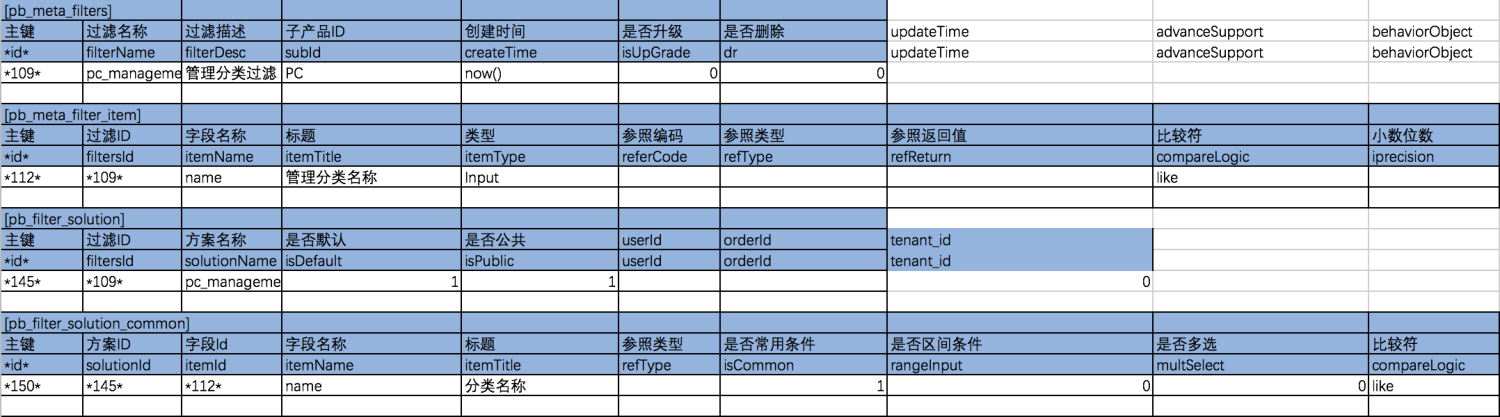 [pb_meta_filters]
主键 过滤名称 过滤描述 子产品ID 创建时间 是否升级 是否删除 updateTime advanceSupport behaviorObject
*id* filterName filterDesc subId createTime isUpGrade dr updateTime advanceSupport behaviorObject
*109* pc_manageme 管理分类过滤 PC now() 0 0
[pb_meta_filter_item]
主键 过滤ID 字段名称 标题 类型 参照编码 参照类型 参照返回值 比较符 小数位数
*id* filtersId itemName itemTitle itemType referCode refType refReturn compareLogic iprecision
*112* *109* name 管理分类名称 Input like
[pb_filter_solution]
主键 过滤ID 方案名称 是否默认 是否公共 userId orderId tenant_id
*id* filtersId solutionName isDefault isPublic userId orderId tenant_id
*145* *109* pc_manageme 1 1 0
[pb_filter_solution_common]
主键 方案ID 字段Id 字段名称 标题 参照类型 是否常用条件 是否区间条件 是否多选 比较符
*id* solutionId itemId itemName itemTitle refType isCommon rangeInput multSelect compareLogic
*150* *145* *112* name 分类名称 1 0 0 like